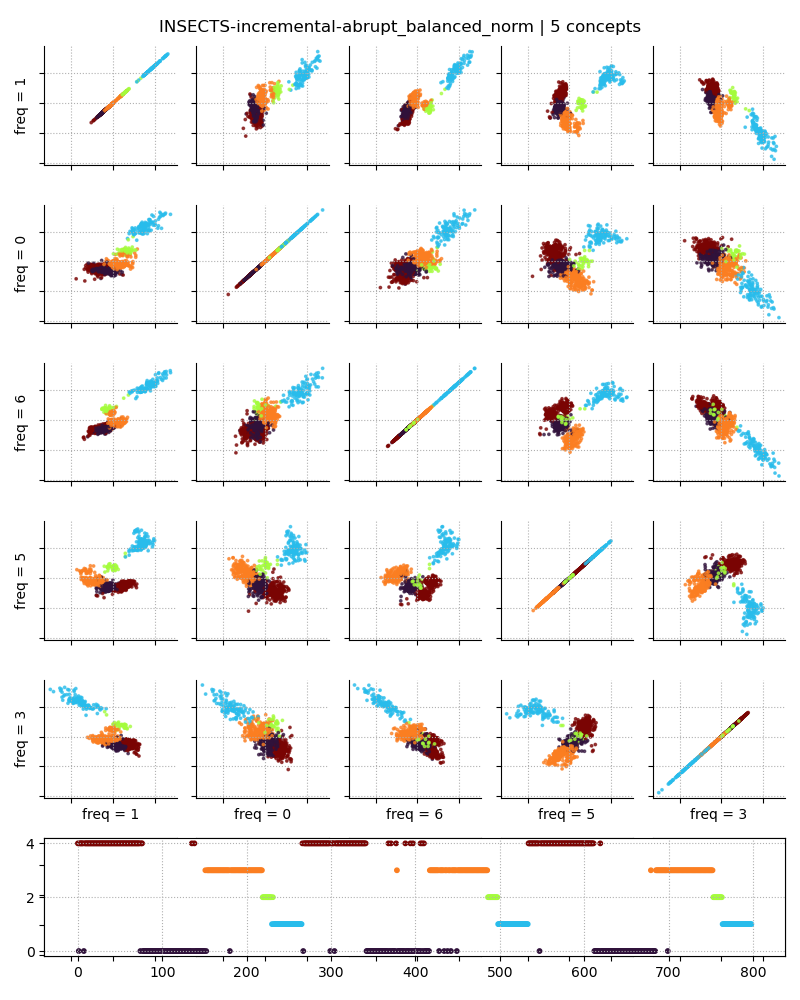 INSECTS-incremental-abrupt_balanced_norm | 5 concepts
freq = 1
freq = 0
freq = 6
freq = 5
freq = 3
freq = 1 freq = 0 freq = 6 freq = 5 freq = 3
4
2
0
0 100 200 300 400 500 600 700 800